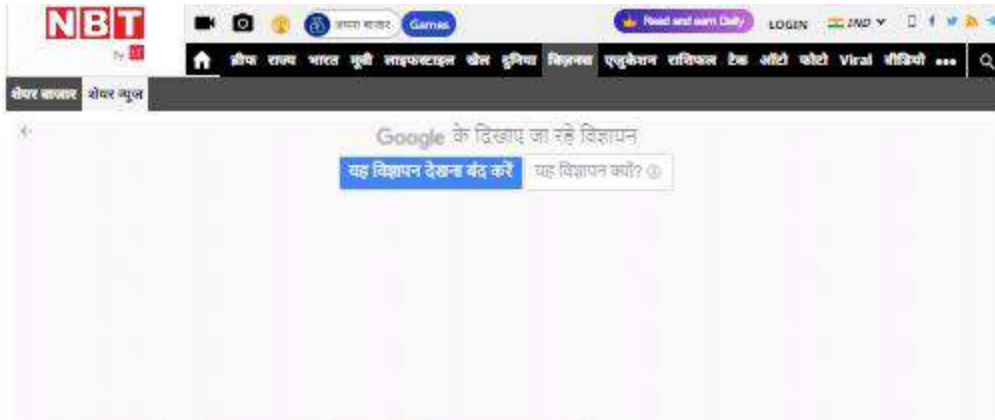 NBT
अपना बाजार Games
Read and earn Daily LOGIN IND
By
ब्रीफ राज्य भारत मूवी लाइफस्टाइल खेल दुनिया बिज़नस एजुकेशन राशिफल टेक ऑटो फोटो Viral वीडियो •••
शेयर बाजार शेयर न्यूज
Google के दिखाए जा रहे विज्ञापन
यह विज्ञापन देखना बंद करें यह विज्ञापन क्यों?